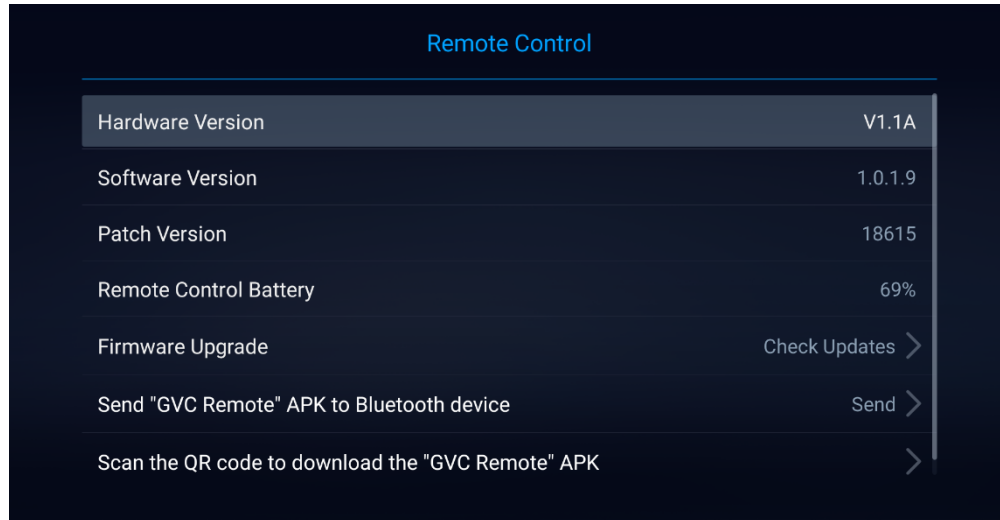 Remote Control
Hardware Version V1.1A
Software Version 1.0.1.9
Patch Version 18615
Remote Control Battery 69%
Firmware Upgrade Check Updates
Send "GVC Remote" APK to Bluetooth device Send
Scan the QR code to download the "GVC Remote" APK